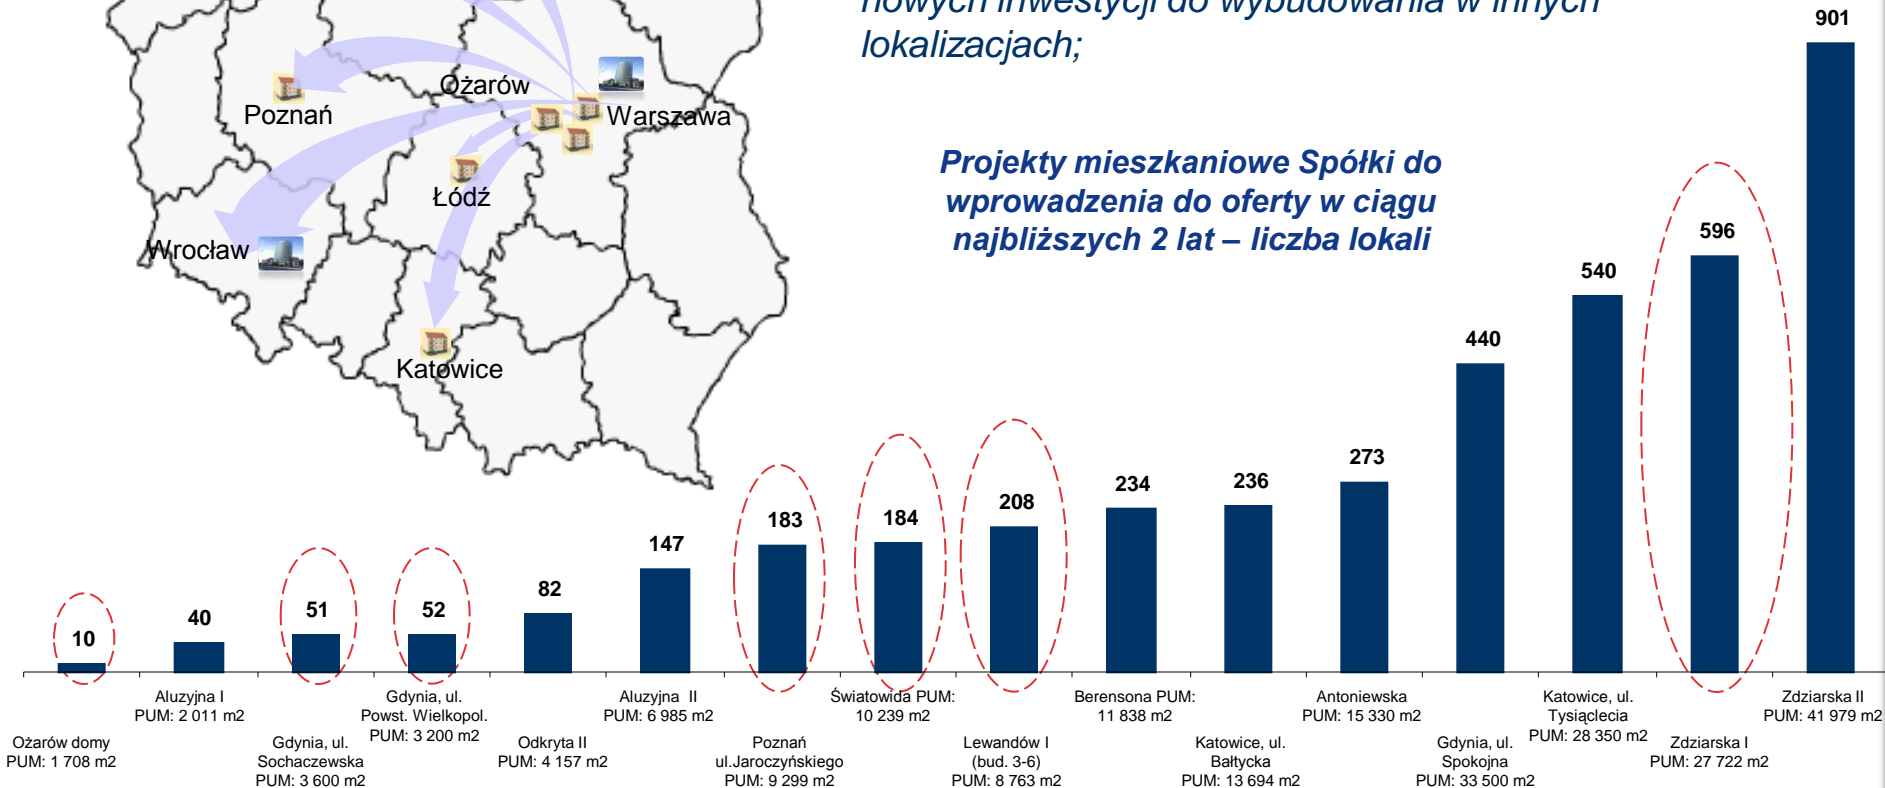 nowych inwestycji do wybudowania w innych
lokalizacjach;
Ożarów
Poznań
Warszawa
Łódź
Wrocław
Katowice
Projekty mieszkaniowe Spółki do
wprowadzenia do oferty w ciągu
najbliższych 2 lat – liczba lokali
10
40
51
52
82
147
183
184
208
234
236
273
440
540
596
901
Ożarów domy
PUM: 1 708 m2
Aluzyjna I
PUM: 2 011 m2
Gdynia, ul.
Sochaczewska
PUM: 3 600 m2
Gdynia, ul.
Powst. Wielkopol.
PUM: 3 200 m2
Odkryta II
PUM: 4 157 m2
Aluzyjna II
PUM: 6 985 m2
Poznań
ul.Jaroczyńskiego
PUM: 9 299 m2
Światowida PUM:
10 239 m2
Lewandów I
(bud. 3-6)
PUM: 8 763 m2
Berensona PUM:
11 838 m2
Katowice, ul.
Bałtycka
PUM: 13 694 m2
Antoniewska
PUM: 15 330 m2
Gdynia, ul.
Spokojna
PUM: 33 500 m2
Katowice, ul.
Tysiąclecia
PUM: 28 350 m2
Zdziarska I
PUM: 27 722 m2
Zdziarska II
PUM: 41 979 m2